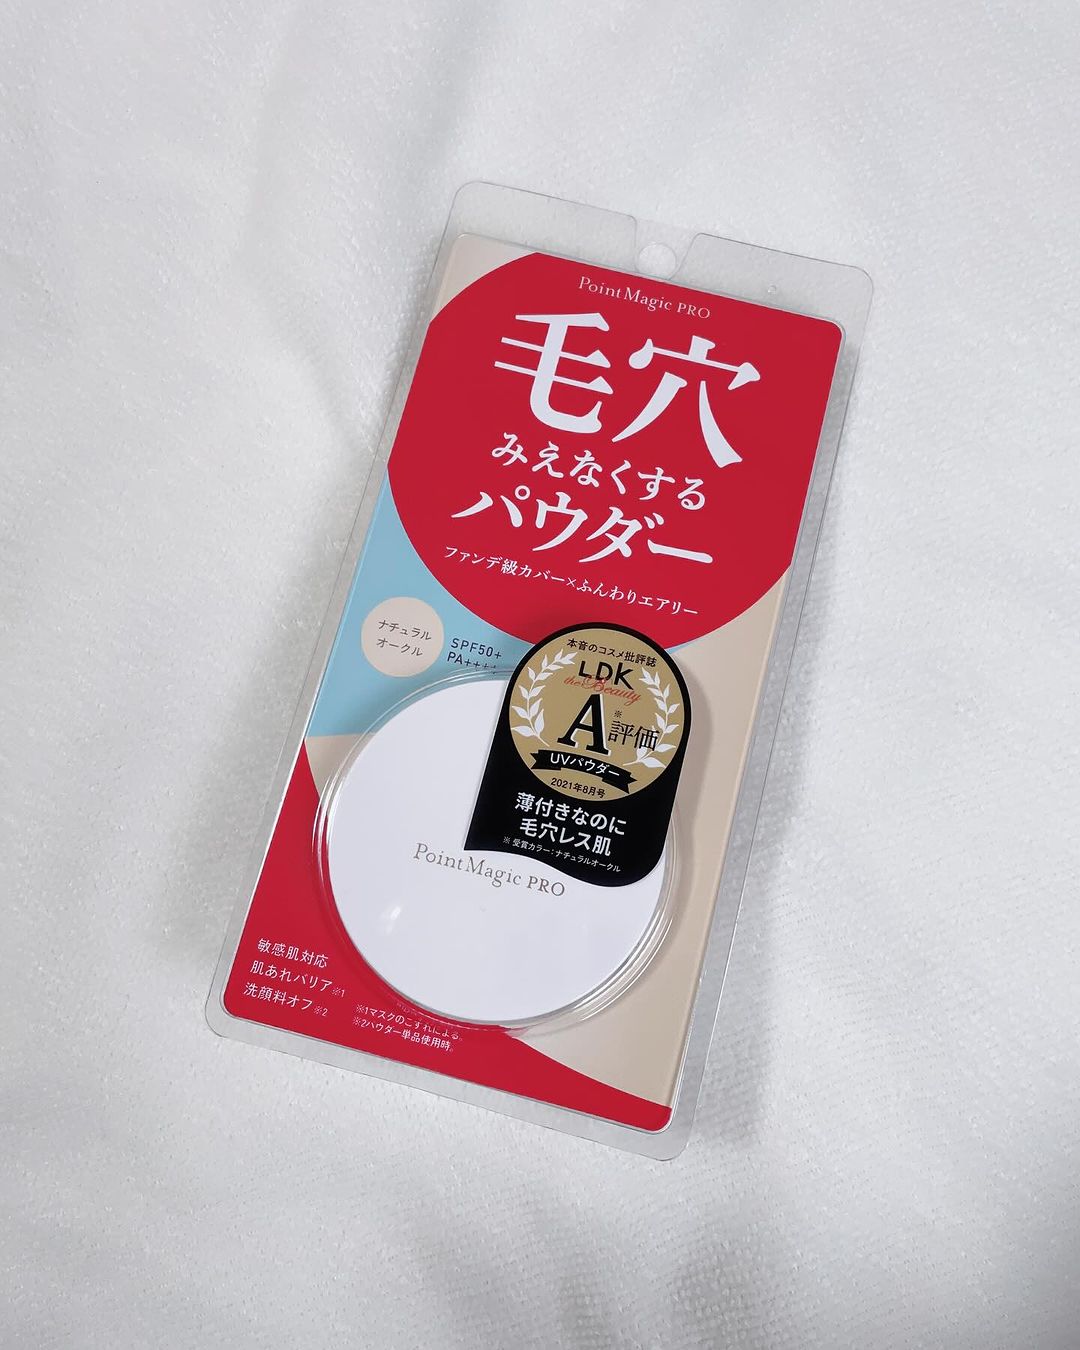 PointMagic PRO
毛穴
みえなくする
パウダー
ファンデ級カバー×ふんわりエアリー
ナチュラル
オークル
SPF50+
PA++++
本音のコスメ批評誌
LDK
the Beauty
A※評価
UVパウダー
2021年8月号
薄付きなのに
毛穴レス肌
※ 受賞カラー:ナチュラルオークル
PointMagic PRO
敏感肌対応
肌あれバリア※1
洗顔料オフ※2
※1マスクのこすれによる。
※2パウダー単品使用時。